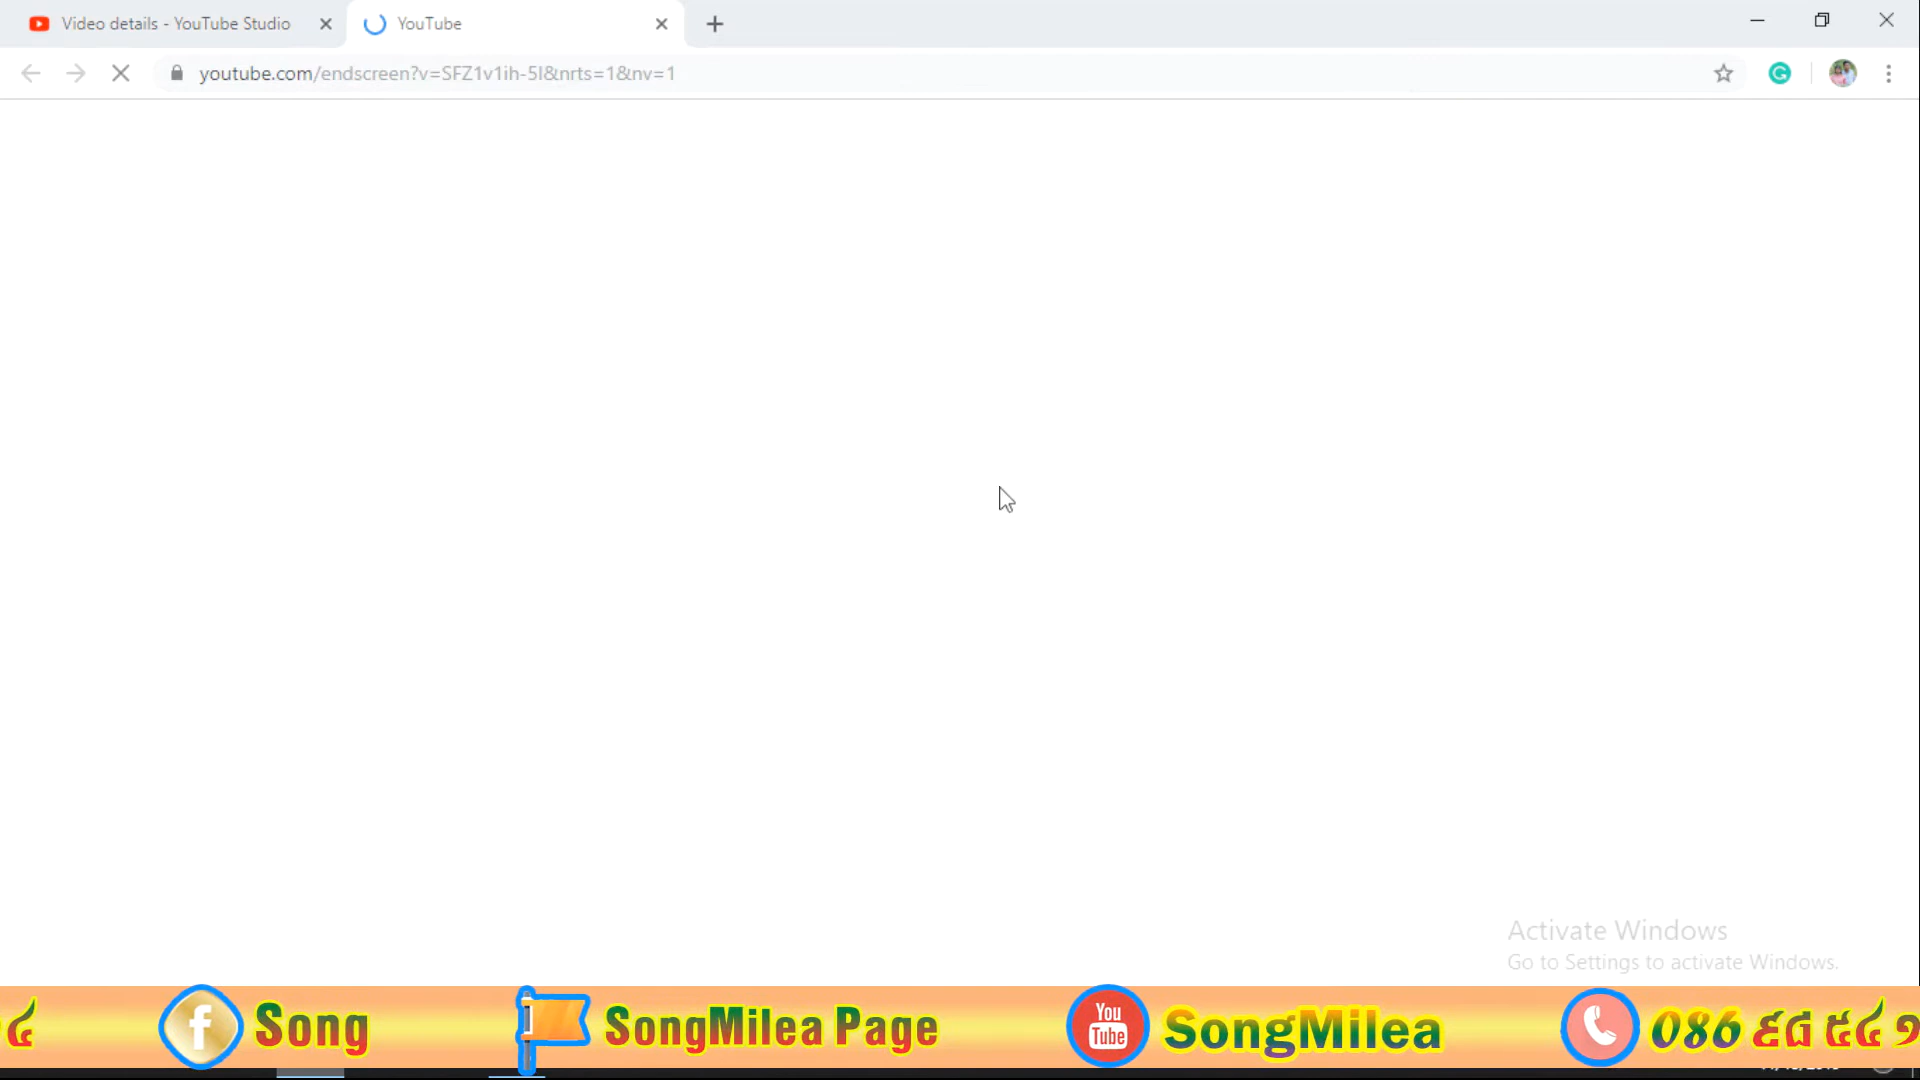 Video details - YouTube Studio
YouTube
youtube.com/endscreen?v=SFZ1v1ih-5I&nrts=1&nv=1
Activate Windows
Go to Settings to activate Windows.
Song
SongMilea Page
You
Tube
SongMilea
086